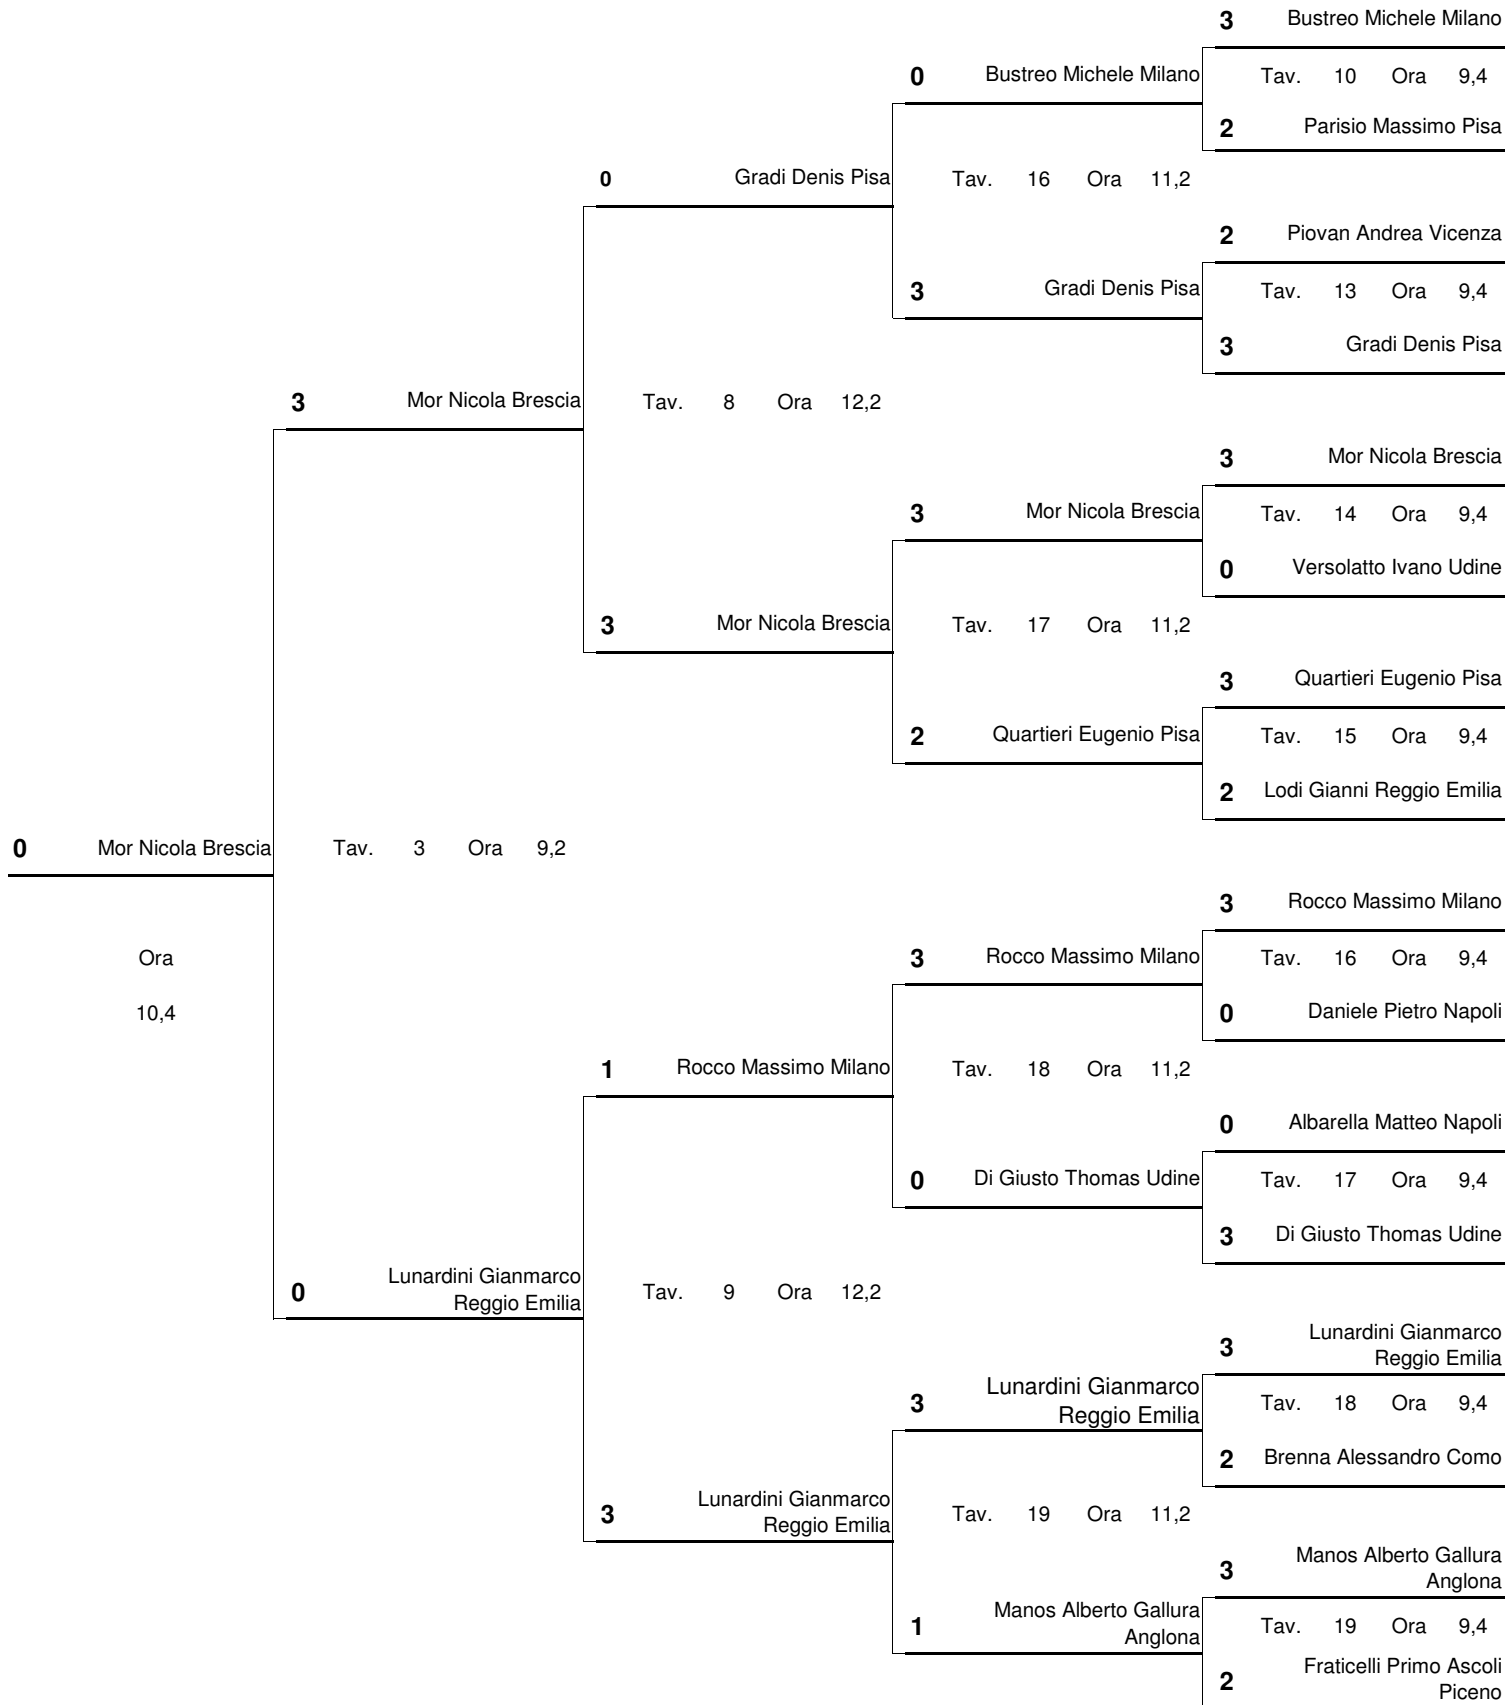 3 Bustreo Michele Milano
0 Bustreo Michele Milano Tav. 10 Ora 9,4
2 Parisio Massimo Pisa
0 Gradi Denis Pisa Tav. 16 Ora 11,2
2 Piovan Andrea Vicenza
3 Gradi Denis Pisa Tav. 13 Ora 9,4
3 Gradi Denis Pisa
3 Mor Nicola Brescia Tav. 8 Ora 12,2
3 Mor Nicola Brescia
3 Mor Nicola Brescia Tav. 14 Ora 9,4
0 Versolatto Ivano Udine
3 Mor Nicola Brescia Tav. 17 Ora 11,2
3 Quartieri Eugenio Pisa
2 Quartieri Eugenio Pisa Tav. 15 Ora 9,4
2 Lodi Gianni Reggio Emilia
0 Mor Nicola Brescia Tav. 3 Ora 9,2
3 Rocco Massimo Milano
Ora 3 Rocco Massimo Milano Tav. 16 Ora 9,4
10,4 0 Daniele Pietro Napoli
1 Rocco Massimo Milano Tav. 18 Ora 11,2
0 Albarella Matteo Napoli
0 Di Giusto Thomas Udine Tav. 17 Ora 9,4
3 Di Giusto Thomas Udine
0 Lunardini Gianmarco
Reggio Emilia Tav. 9 Ora 12,2
3 Lunardini Gianmarco
Reggio Emilia
3 Lunardini Gianmarco
Reggio Emilia Tav. 18 Ora 9,4
2 Brenna Alessandro Como
3 Lunardini Gianmarco
Reggio Emilia Tav. 19 Ora 11,2
3 Manos Alberto Gallura
Anglona
1 Manos Alberto Gallura
Anglona Tav. 19 Ora 9,4
2 Fraticelli Primo Ascoli
Piceno